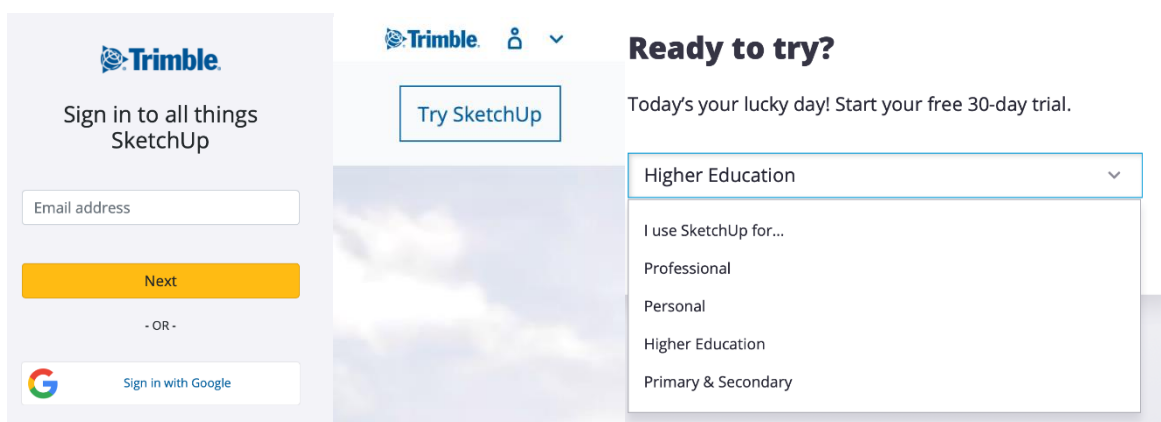 Trimble.
Sign in to all things
SketchUp
Email address
Next
- OR -
Sign in with Google
Trimble.
Try SketchUp
Ready to try?
Today's your lucky day! Start your free 30-day trial.
Higher Education
I use SketchUp for...
Professional
Personal
Higher Education
Primary & Secondary